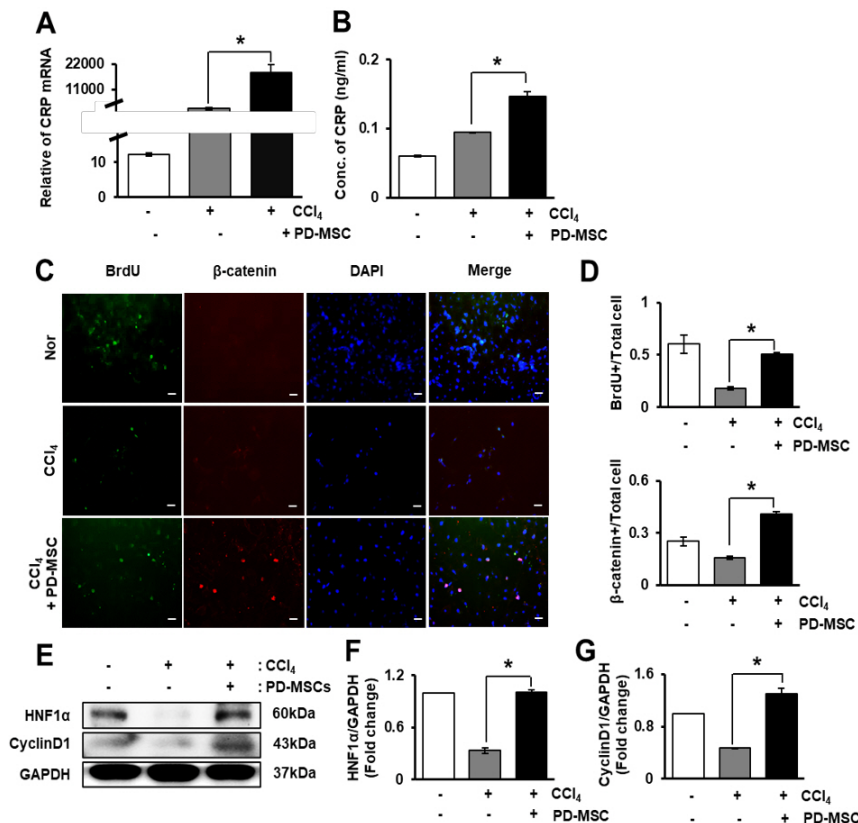 A
B
Relative of CRP mRNA
22000
11000
10
0
*
- + + CCl4
- - + PD-MSC
Conc. of CRP (ng/ml)
0.2
0.1
0
*
- + + CCl4
- - + PD-MSC
C
BrdU β-catenin DAPI Merge
Nor
CCl4
CCl4
+ PD-MSC
D
BrdU+/Total cell
1
0.5
0
*
- + + CCl4
- - + PD-MSC
β-catenin+/Total cell
0.6
0.3
0
*
- + + CCl4
- - + PD-MSC
E
- + + : CCl4
- - + : PD-MSCs
HNF1α 60kDa
CyclinD1 43kDa
GAPDH 37kDa
F
HNF1α/GAPDH
(Fold change)
1.2
0.6
0
*
- + + CCl4
- - + PD-MSC
G
CyclinD1/GAPDH
(Fold change)
1.6
0.8
0
*
- + + CCl4
- - + PD-MSC